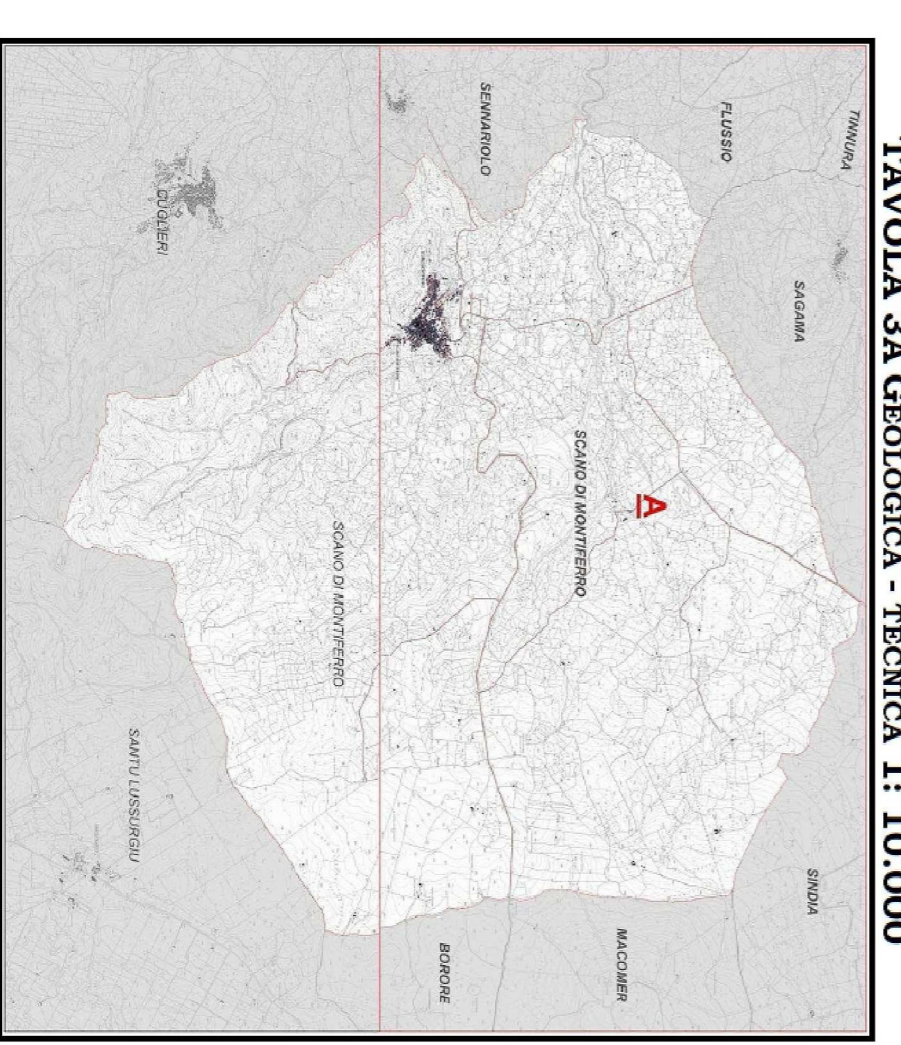 TAVOLA 3A GEOLOGICA - TECNICA 1: 10.000
TINNURA
FLUSSIO
SENNARIOLO
SAGAMA
CUGLIERI
A
SCANO DI MONTIFERRO
SCANO DI MONTIFERRO
SINDIA
MACOMER
BORORE
SANTU LUSSURGIU